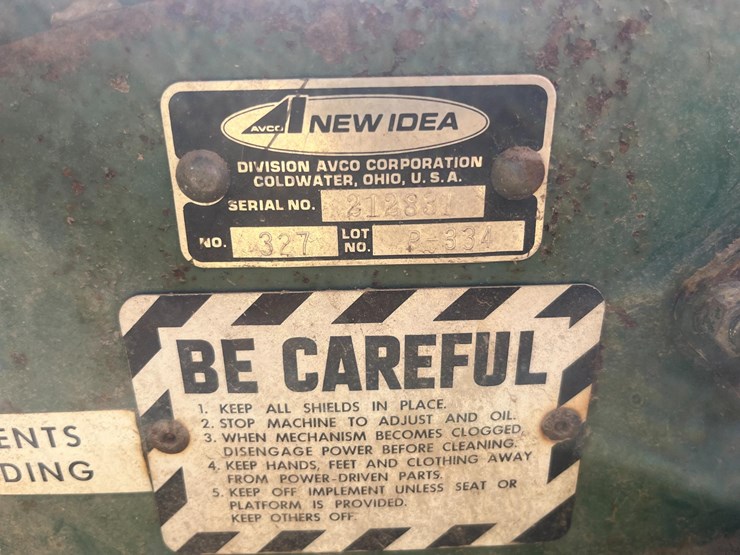 AVCO NEW IDEA
DIVISION AVCO CORPORATION
COLDWATER, OHIO, U.S.A.
SERIAL NO.
NO. 327 LOT NO. P-334
BE CAREFUL
1. KEEP ALL SHIELDS IN PLACE.
2. STOP MACHINE TO ADJUST AND OIL.
3. WHEN MECHANISM BECOMES CLOGGED,
DISENGAGE POWER BEFORE CLEANING.
4. KEEP HANDS, FEET AND CLOTHING AWAY
FROM POWER-DRIVEN PARTS.
5. KEEP OFF IMPLEMENT UNLESS SEAT OR
PLATFORM IS PROVIDED.
KEEP OTHERS OFF.
ENTS
DING